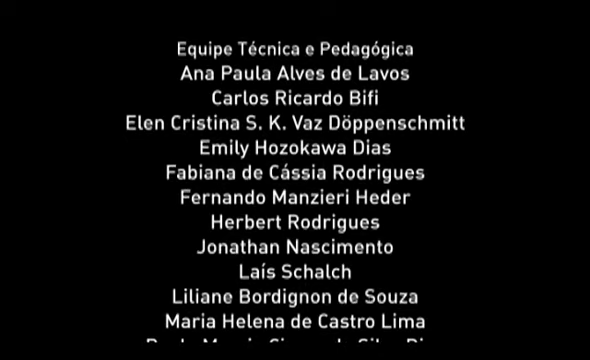 Equipe Técnica e Pedagógica
Ana Paula Alves de Lavos
Carlos Ricardo Bifi
Elen Cristina S. K. Vaz Döppenschmitt
Emily Hozokawa Dias
Fabiana de Cássia Rodrigues
Fernando Manzieri Heder
Herbert Rodrigues
Jonathan Nascimento
Laís Schalch
Liliane Bordignon de Souza
Maria Helena de Castro Lima